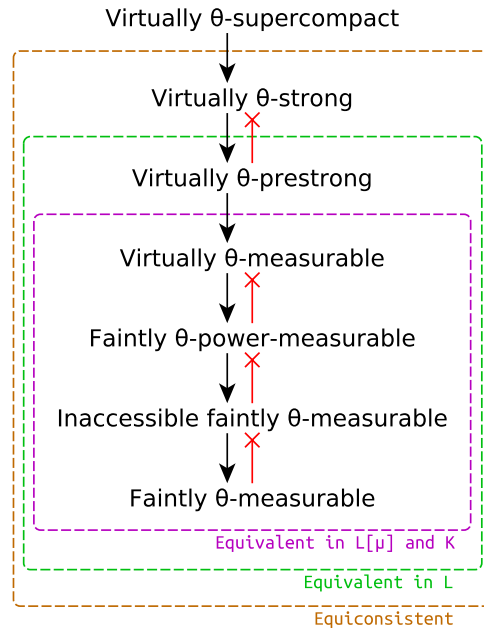 Virtually θ-supercompact
Virtually θ-strong
Virtually θ-prestrong
Virtually θ-measurable
Faintly θ-power-measurable
Inaccessible faintly θ-measurable
Faintly θ-measurable
Equivalent in L[μ] and K
Equivalent in L
Equiconsistent